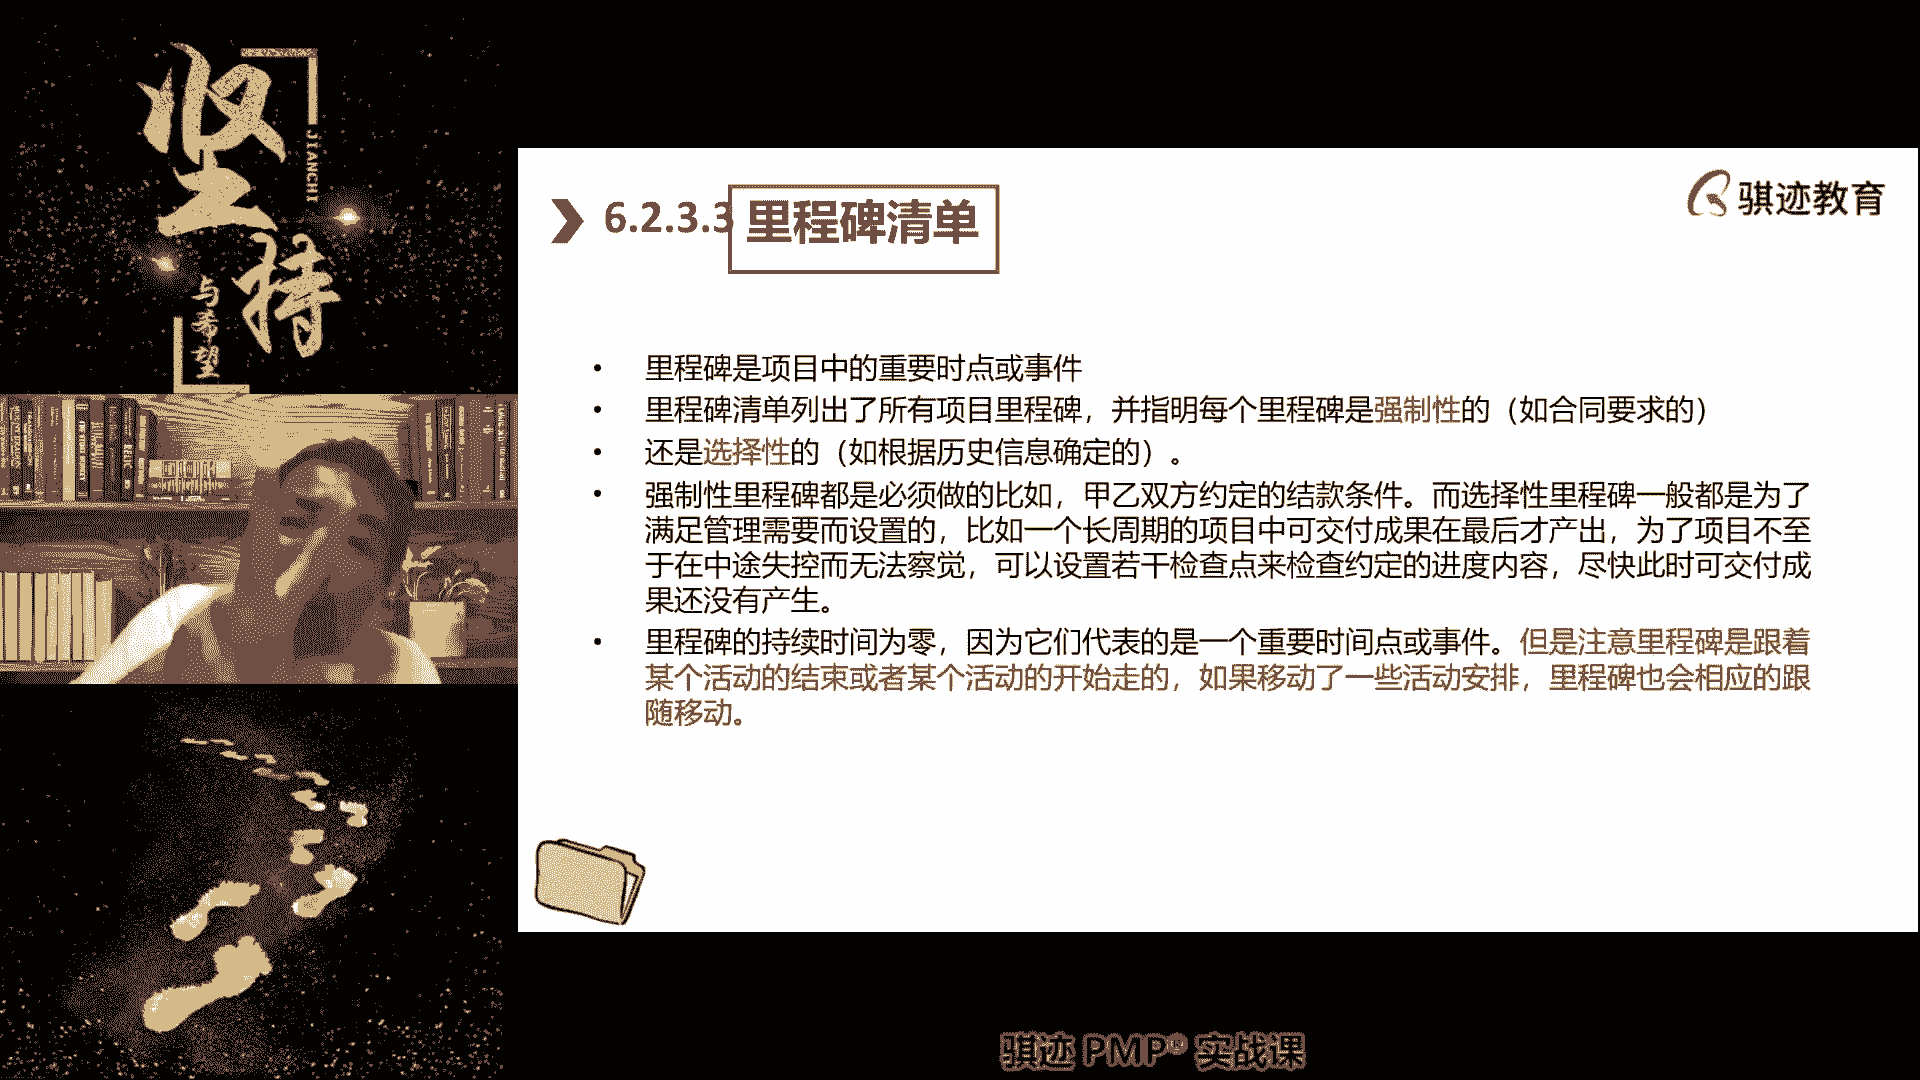 坚
持
JIANCHI
与希望
6.2.3.3 里程碑清单
骐迹教育
• 里程碑是项目中的重要时点或事件
• 里程碑清单列出了所有项目里程碑，并指明每个里程碑是强制性的（如合同要求的）
• 还是选择性的（如根据历史信息确定的）。
• 强制性里程碑都是必须做的比如，甲乙双方约定的结款条件。而选择性里程碑一般都是为了
满足管理需要而设置的，比如一个长周期的项目中可交付成果在最后才产出，为了项目不至
于在中途失控而无法察觉，可以设置若干检查点来检查约定的进度内容，尽快此时可交付成
果还没有产生。
• 里程碑的持续时间为零，因为它们代表的是一个重要时间点或事件。但是注意里程碑是跟着
某个活动的结束或者某个活动的开始走的，如果移动了一些活动安排，里程碑也会相应的跟
随移动。
骐迹 PMP® 实战课